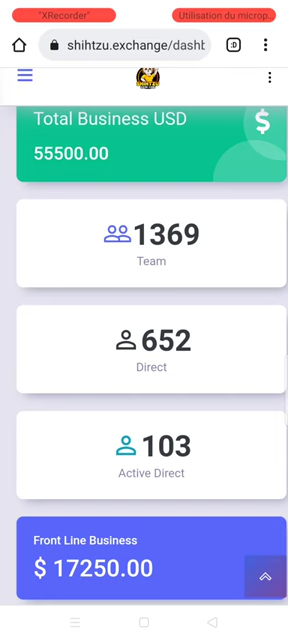 "XRecorder"
Utilisation du microp...
shihtzu.exchange/dashb
:D
SHIHTZU
Total Business USD
$
55500.00
1369
Team
652
Direct
103
Active Direct
Front Line Business
$ 17250.00